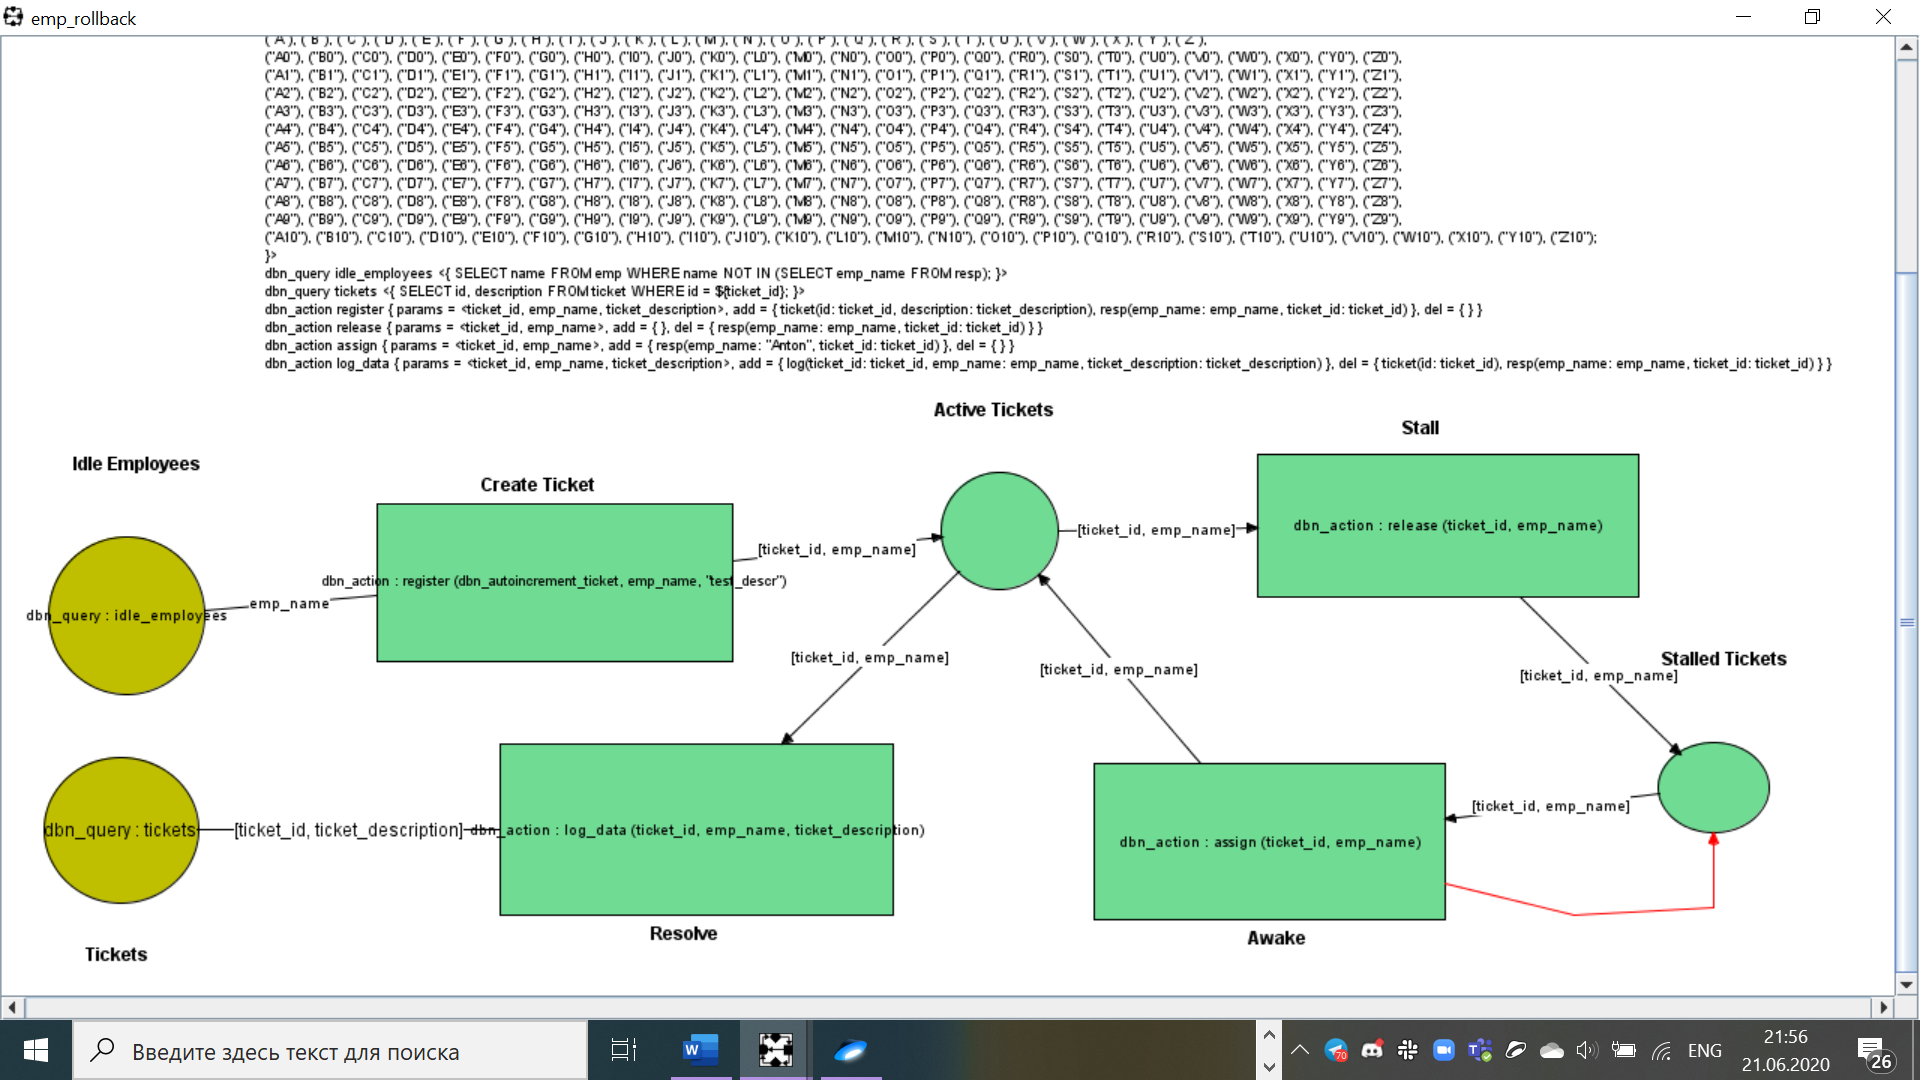 emp_rollback
("A"), ("B"), ("C"), ("D"), ("E"), ("F"), ("G"), ("H"), ("I"), ("J"), ("K"), ("L"), ("M"), ("N"), ("O"), ("P"), ("Q"), ("R"), ("S"), ("T"), ("U"), ("V"), ("W"), ("X"), ("Y"), ("Z"),
("A0"), ("B0"), ("C0"), ("D0"), ("E0"), ("F0"), ("G0"), ("H0"), ("I0"), ("J0"), ("K0"), ("L0"), ("M0"), ("N0"), ("O0"), ("P0"), ("Q0"), ("R0"), ("S0"), ("T0"), ("U0"), ("V0"), ("W0"), ("X0"), ("Y0"), ("Z0"),
("A1"), ("B1"), ("C1"), ("D1"), ("E1"), ("F1"), ("G1"), ("H1"), ("I1"), ("J1"), ("K1"), ("L1"), ("M1"), ("N1"), ("O1"), ("P1"), ("Q1"), ("R1"), ("S1"), ("T1"), ("U1"), ("V1"), ("W1"), ("X1"), ("Y1"), ("Z1"),
("A2"), ("B2"), ("C2"), ("D2"), ("E2"), ("F2"), ("G2"), ("H2"), ("I2"), ("J2"), ("K2"), ("L2"), ("M2"), ("N2"), ("O2"), ("P2"), ("Q2"), ("R2"), ("S2"), ("T2"), ("U2"), ("V2"), ("W2"), ("X2"), ("Y2"), ("Z2"),
("A3"), ("B3"), ("C3"), ("D3"), ("E3"), ("F3"), ("G3"), ("H3"), ("I3"), ("J3"), ("K3"), ("L3"), ("M3"), ("N3"), ("O3"), ("P3"), ("Q3"), ("R3"), ("S3"), ("T3"), ("U3"), ("V3"), ("W3"), ("X3"), ("Y3"), ("Z3"),
("A4"), ("B4"), ("C4"), ("D4"), ("E4"), ("F4"), ("G4"), ("H4"), ("I4"), ("J4"), ("K4"), ("L4"), ("M4"), ("N4"), ("O4"), ("P4"), ("Q4"), ("R4"), ("S4"), ("T4"), ("U4"), ("V4"), ("W4"), ("X4"), ("Y4"), ("Z4"),
("A5"), ("B5"), ("C5"), ("D5"), ("E5"), ("F5"), ("G5"), ("H5"), ("I5"), ("J5"), ("K5"), ("L5"), ("M5"), ("N5"), ("O5"), ("P5"), ("Q5"), ("R5"), ("S5"), ("T5"), ("U5"), ("V5"), ("W5"), ("X5"), ("Y5"), ("Z5"),
("A6"), ("B6"), ("C6"), ("D6"), ("E6"), ("F6"), ("G6"), ("H6"), ("I6"), ("J6"), ("K6"), ("L6"), ("M6"), ("N6"), ("O6"), ("P6"), ("Q6"), ("R6"), ("S6"), ("T6"), ("U6"), ("V6"), ("W6"), ("X6"), ("Y6"), ("Z6"),
("A7"), ("B7"), ("C7"), ("D7"), ("E7"), ("F7"), ("G7"), ("H7"), ("I7"), ("J7"), ("K7"), ("L7"), ("M7"), ("N7"), ("O7"), ("P7"), ("Q7"), ("R7"), ("S7"), ("T7"), ("U7"), ("V7"), ("W7"), ("X7"), ("Y7"), ("Z7"),
("A8"), ("B8"), ("C8"), ("D8"), ("E8"), ("F8"), ("G8"), ("H8"), ("I8"), ("J8"), ("K8"), ("L8"), ("M8"), ("N8"), ("O8"), ("P8"), ("Q8"), ("R8"), ("S8"), ("T8"), ("U8"), ("V8"), ("W8"), ("X8"), ("Y8"), ("Z8"),
("A9"), ("B9"), ("C9"), ("D9"), ("E9"), ("F9"), ("G9"), ("H9"), ("I9"), ("J9"), ("K9"), ("L9"), ("M9"), ("N9"), ("O9"), ("P9"), ("Q9"), ("R9"), ("S9"), ("T9"), ("U9"), ("V9"), ("W9"), ("X9"), ("Y9"), ("Z9"),
("A10"), ("B10"), ("C10"), ("D10"), ("E10"), ("F10"), ("G10"), ("H10"), ("I10"), ("J10"), ("K10"), ("L10"), ("M10"), ("N10"), ("O10"), ("P10"), ("Q10"), ("R10"), ("S10"), ("T10"), ("U10"), ("V10"), ("W10"), ("X10"), ("Y10"), ("Z10");
}>
dbn_query idle_employees <{ SELECT name FROM emp WHERE name NOT IN (SELECT emp_name FROM resp); }>
dbn_query tickets <{ SELECT id, description FROM ticket WHERE id = ${ticket_id}; }>
dbn_action register { params = <ticket_id, emp_name, ticket_description>, add = { ticket(id: ticket_id, description: ticket_description), resp(emp_name: emp_name, ticket_id: ticket_id) }, del = { } }
dbn_action release { params = <ticket_id, emp_name>, add = { }, del = { resp(emp_name: emp_name, ticket_id: ticket_id) } }
dbn_action assign { params = <ticket_id, emp_name>, add = { resp(emp_name: "Anton", ticket_id: ticket_id) }, del = { } }
dbn_action log_data { params = <ticket_id, emp_name, ticket_description>, add = { log(ticket_id: ticket_id, emp_name: emp_name, ticket_description: ticket_description) }, del = { ticket(id: ticket_id), resp(emp_name: emp_name, ticket_id: ticket_id) } }
Active Tickets
Stall
Idle Employees
Create Ticket
dbn_action : release (ticket_id, emp_name)
[ticket_id, emp_name]
[ticket_id, emp_name]
dbn_action : register (dbn_autoincrement_ticket, emp_name, "test_descr")
emp_name
dbn_query : idle_employees
[ticket_id, emp_name]
[ticket_id, emp_name]
Stalled Tickets
[ticket_id, emp_name]
[ticket_id, emp_name]
dbn_query : tickets
[ticket_id, ticket_description]
dbn_action : log_data (ticket_id, emp_name, ticket_description)
dbn_action : assign (ticket_id, emp_name)
Resolve
Awake
Tickets
Введите здесь текст для поиска
W
70
ENG
21:56
21.06.2020
26